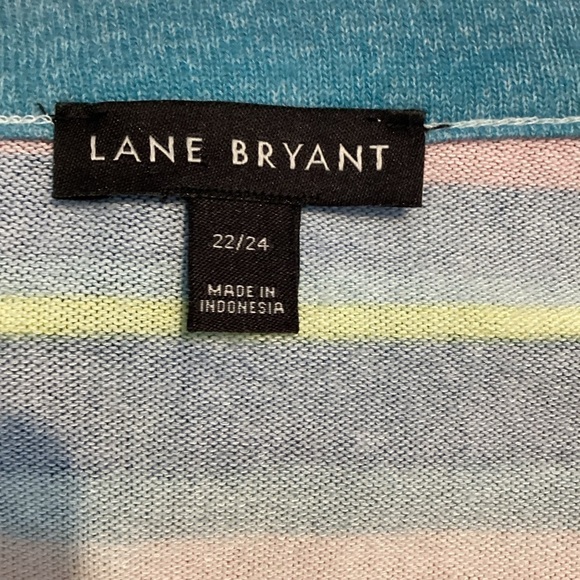 LANE BRYANT
22/24
MADE IN
INDONESIA